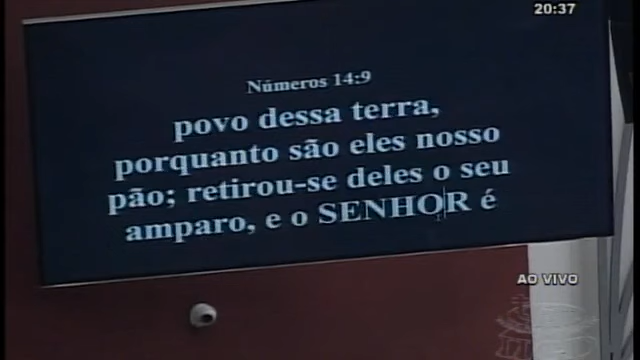 20:37
Números 14:9
povo dessa terra,
porquanto são eles nosso
pão; retirou-se deles o seu
amparo, e o SENHOR é
AO VIVO